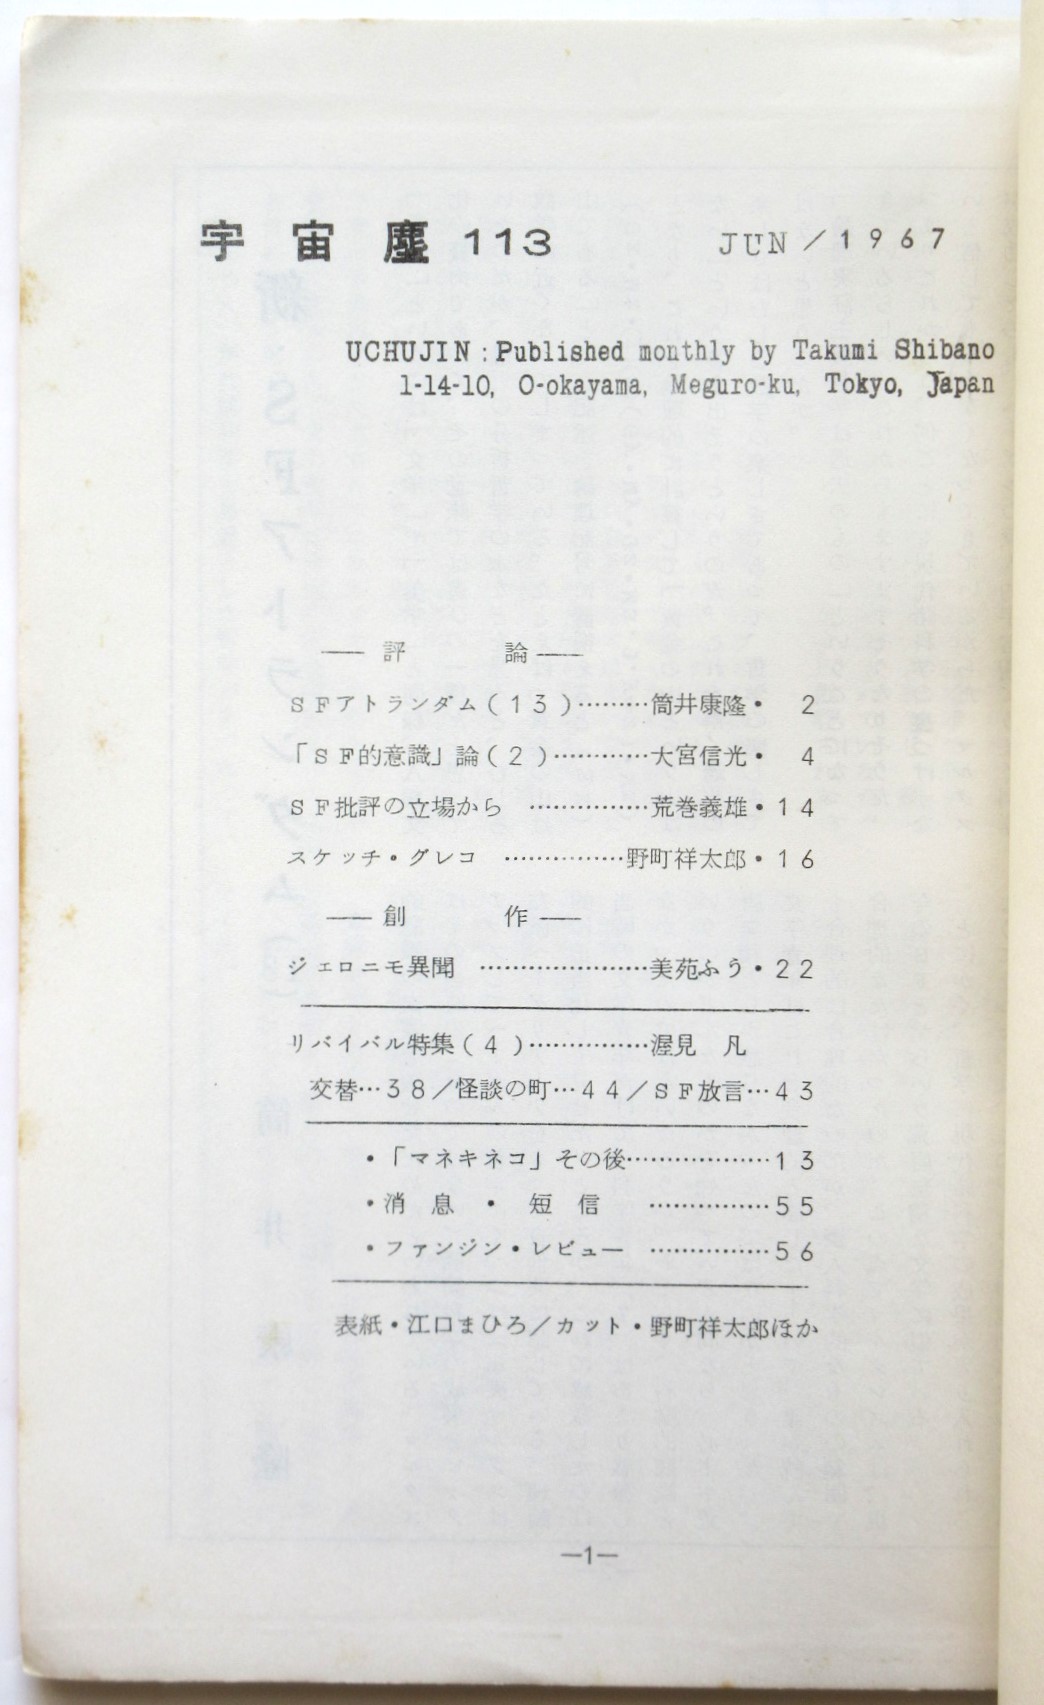 宇宙塵 113 JUN/1967
UCHUJIN:Published monthly by Takumi Shibano
1-14-10, O-okayama, Meguro-ku, Tokyo, Japan
――評 論――
SFアトランダム(13)………筒井康隆・ 2
「SF的意識」論(2)…………大宮信光・ 4
SF批評の立場から ……………荒巻義雄・14
スケッチ・グレコ ……………野町祥太郎・16
――創 作――
ジェロニモ異聞 …………………美苑ふう・22
リバイバル特集(4)……………渥見 凡
交替…38/怪談の町…44/SF放言…43
・「マネキネコ」その後………………13
・消 息 ・ 短 信 ……………55
・ファンジン・レビュー ……………56
表紙・江口まひろ/カット・野町祥太郎ほか
―1―